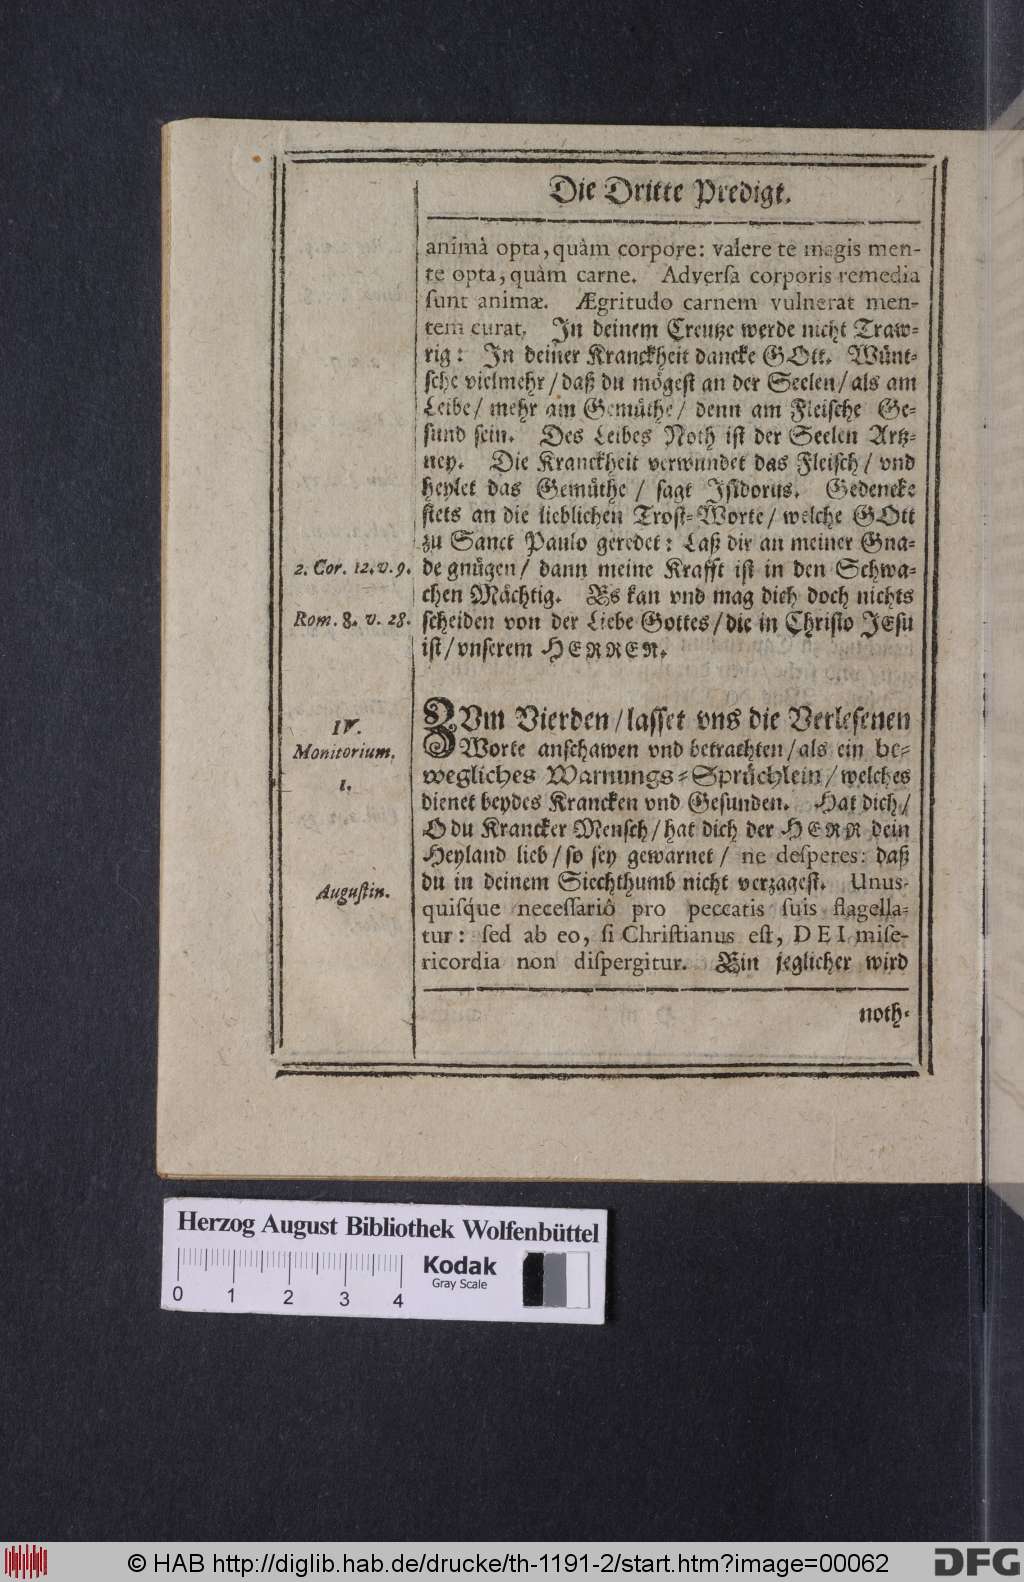 Die Dritte Predigt.
animâ opta, quàm corpore: valere te magis men-
te opta, quàm carne. Adversa corporis remedia
sunt animæ. Ægritudo carnem vulnerat men-
tem curat. In deinem Creutze werde nicht Traw-
rig: In deiner Kranckheit dancke GOtt. Wünt-
sche vielmehr / daß du mögest an der Seelen / als am
Leibe / mehr am Gemüthe / denn am Fleische Ge-
sund sein. Des Leibes Noth ist der Seelen Artz-
ney. Die Kranckheit verwundet das Fleisch / vnd
heylet das Gemüthe / sagt Isidorus. Gedencke
stets an die lieblichen Trost-Worte / welche GOtt
zu Sanct Paulo geredet: Laß dir an meiner Gna-
2. Cor. 12. v. 9. de gnügen / dann meine Krafft ist in den Schwa-
chen Mächtig. Es kan vnd mag dich doch nichts
Rom. 8. v. 28. scheiden von der Liebe Gottes / die in Christo JEsu
ist / vnserem HERREN.
IV. ZVm Vierden / lasset vns die Verlesenen
Monitorium. Worte anschawen vnd betrachten / als ein be-
wegliches Warnungs-Sprüchlein / welches
1. dienet beydes Krancken vnd Gesunden. Hat dich /
O du Krancker Mensch / hat dich der HERR dein
Heyland lieb / so sey gewarnet / ne desperes: daß
du in deinem Siechthumb nicht verzagest. Unus-
Augustin. quisque necessariò pro peccatis suis flagella-
tur: sed ab eo, si Christianus est, DEI mise-
ricordia non dispergitur. Ein jeglicher wird
noth-
Herzog August Bibliothek Wolfenbüttel
Kodak
Gray Scale
0 1 2 3 4
© HAB http://diglib.hab.de/drucke/th-1191-2/start.htm?image=00062
DFG